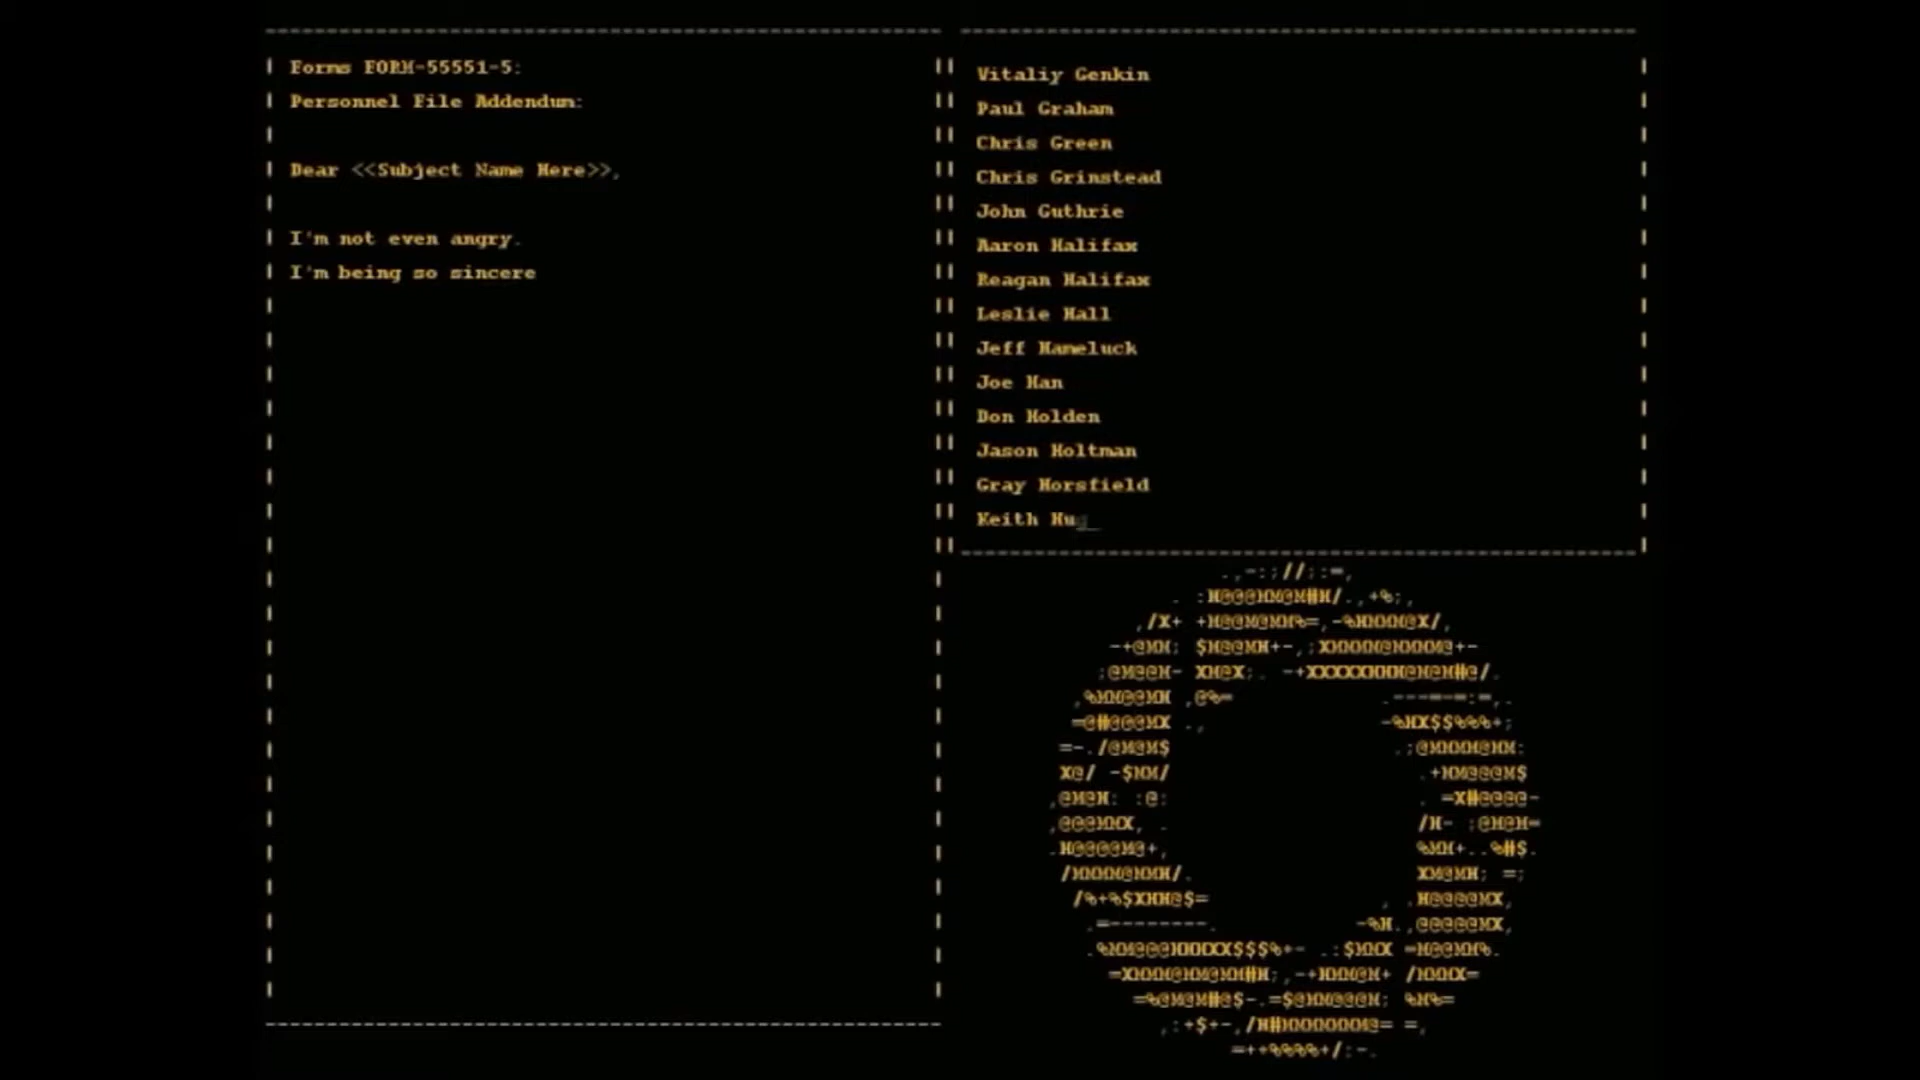 Forms FORM-55551-5:
Personnel File Addendum:
Dear <<Subject Name Here>>,
I'm not even angry.
I'm being so sincere
Vitaliy Genkin
Paul Graham
Chris Green
Chris Grinstead
John Guthrie
Aaron Halifax
Reagan Halifax
Leslie Hall
Jeff Hameluck
Joe Han
Don Holden
Jason Holtman
Gray Horsfield
Keith Hug_